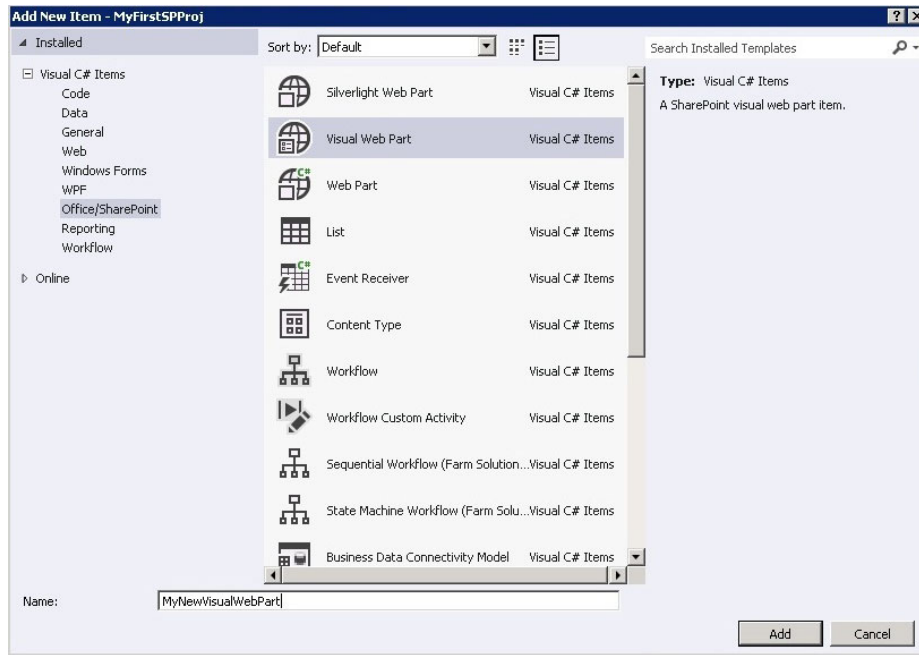 Add New Item - MyFirstSPProj
Installed
Sort by: Default
Search Installed Templates
Visual C# Items
Code
Data
General
Web
Windows Forms
WPF
Office/SharePoint
Reporting
Workflow
Online
Silverlight Web Part Visual C# Items
Visual Web Part Visual C# Items
Web Part Visual C# Items
List Visual C# Items
Event Receiver Visual C# Items
Content Type Visual C# Items
Workflow Visual C# Items
Workflow Custom Activity Visual C# Items
Sequential Workflow (Farm Solution... Visual C# Items
State Machine Workflow (Farm Solu... Visual C# Items
Business Data Connectivity Model Visual C# Items
Type: Visual C# Items
A SharePoint visual web part item.
Name: MyNewVisualWebPart
Add Cancel